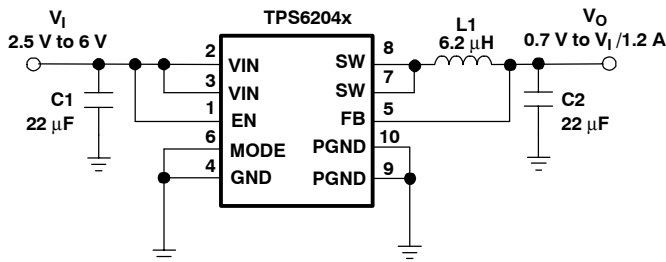 TPS6204x
V_I
2.5 V to 6 V
V_O
0.7 V to V_I /1.2 A
L1
6.2 μH
2
VIN
3
VIN
1
EN
6
MODE
4
GND
SW
8
SW
7
FB
5
PGND
10
PGND
9
C1
22 μF
C2
22 μF